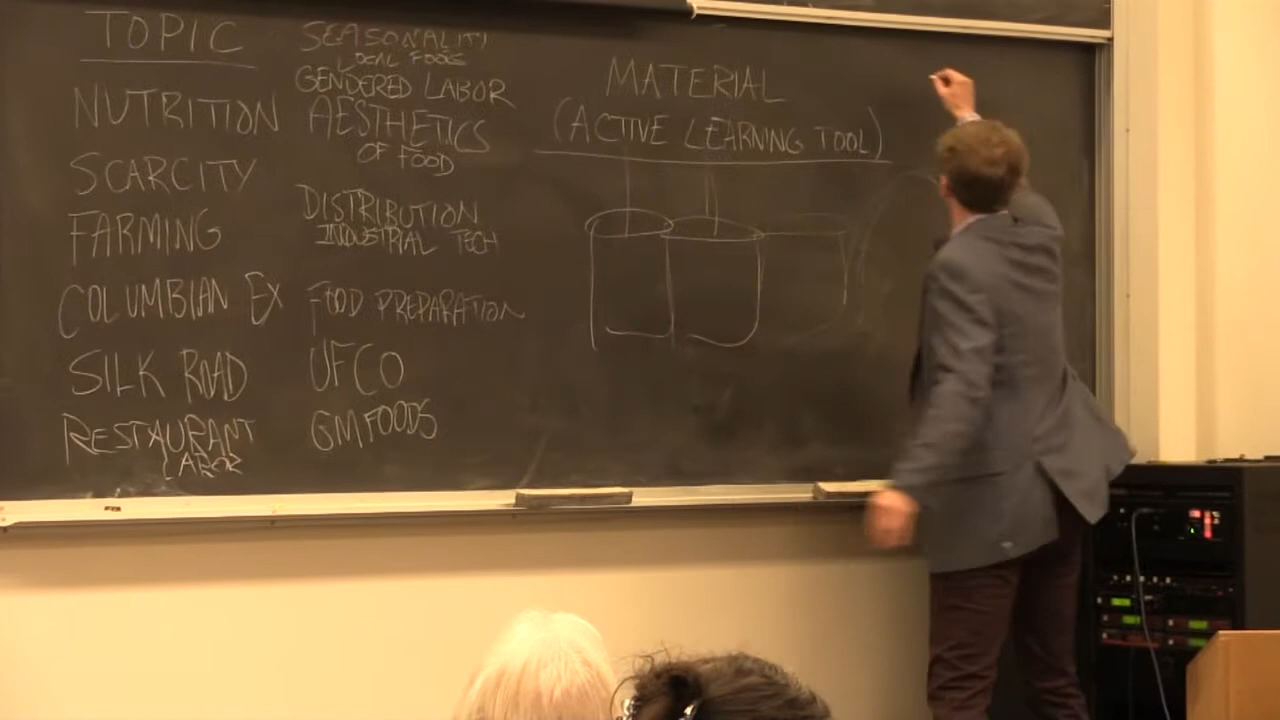 TOPIC
NUTRITION
SCARCITY
FARMING
COLUMBIAN EX
SILK ROAD
RESTAURANT
LABOR
SEASONALITY
LOCAL FOODS
GENDERED LABOR
AESTHETICS
OF FOOD
DISTRIBUTION
INDUSTRIAL TECH
FOOD PREPARATION
UFCO
GM FOODS
MATERIAL
(ACTIVE LEARNING TOOL)